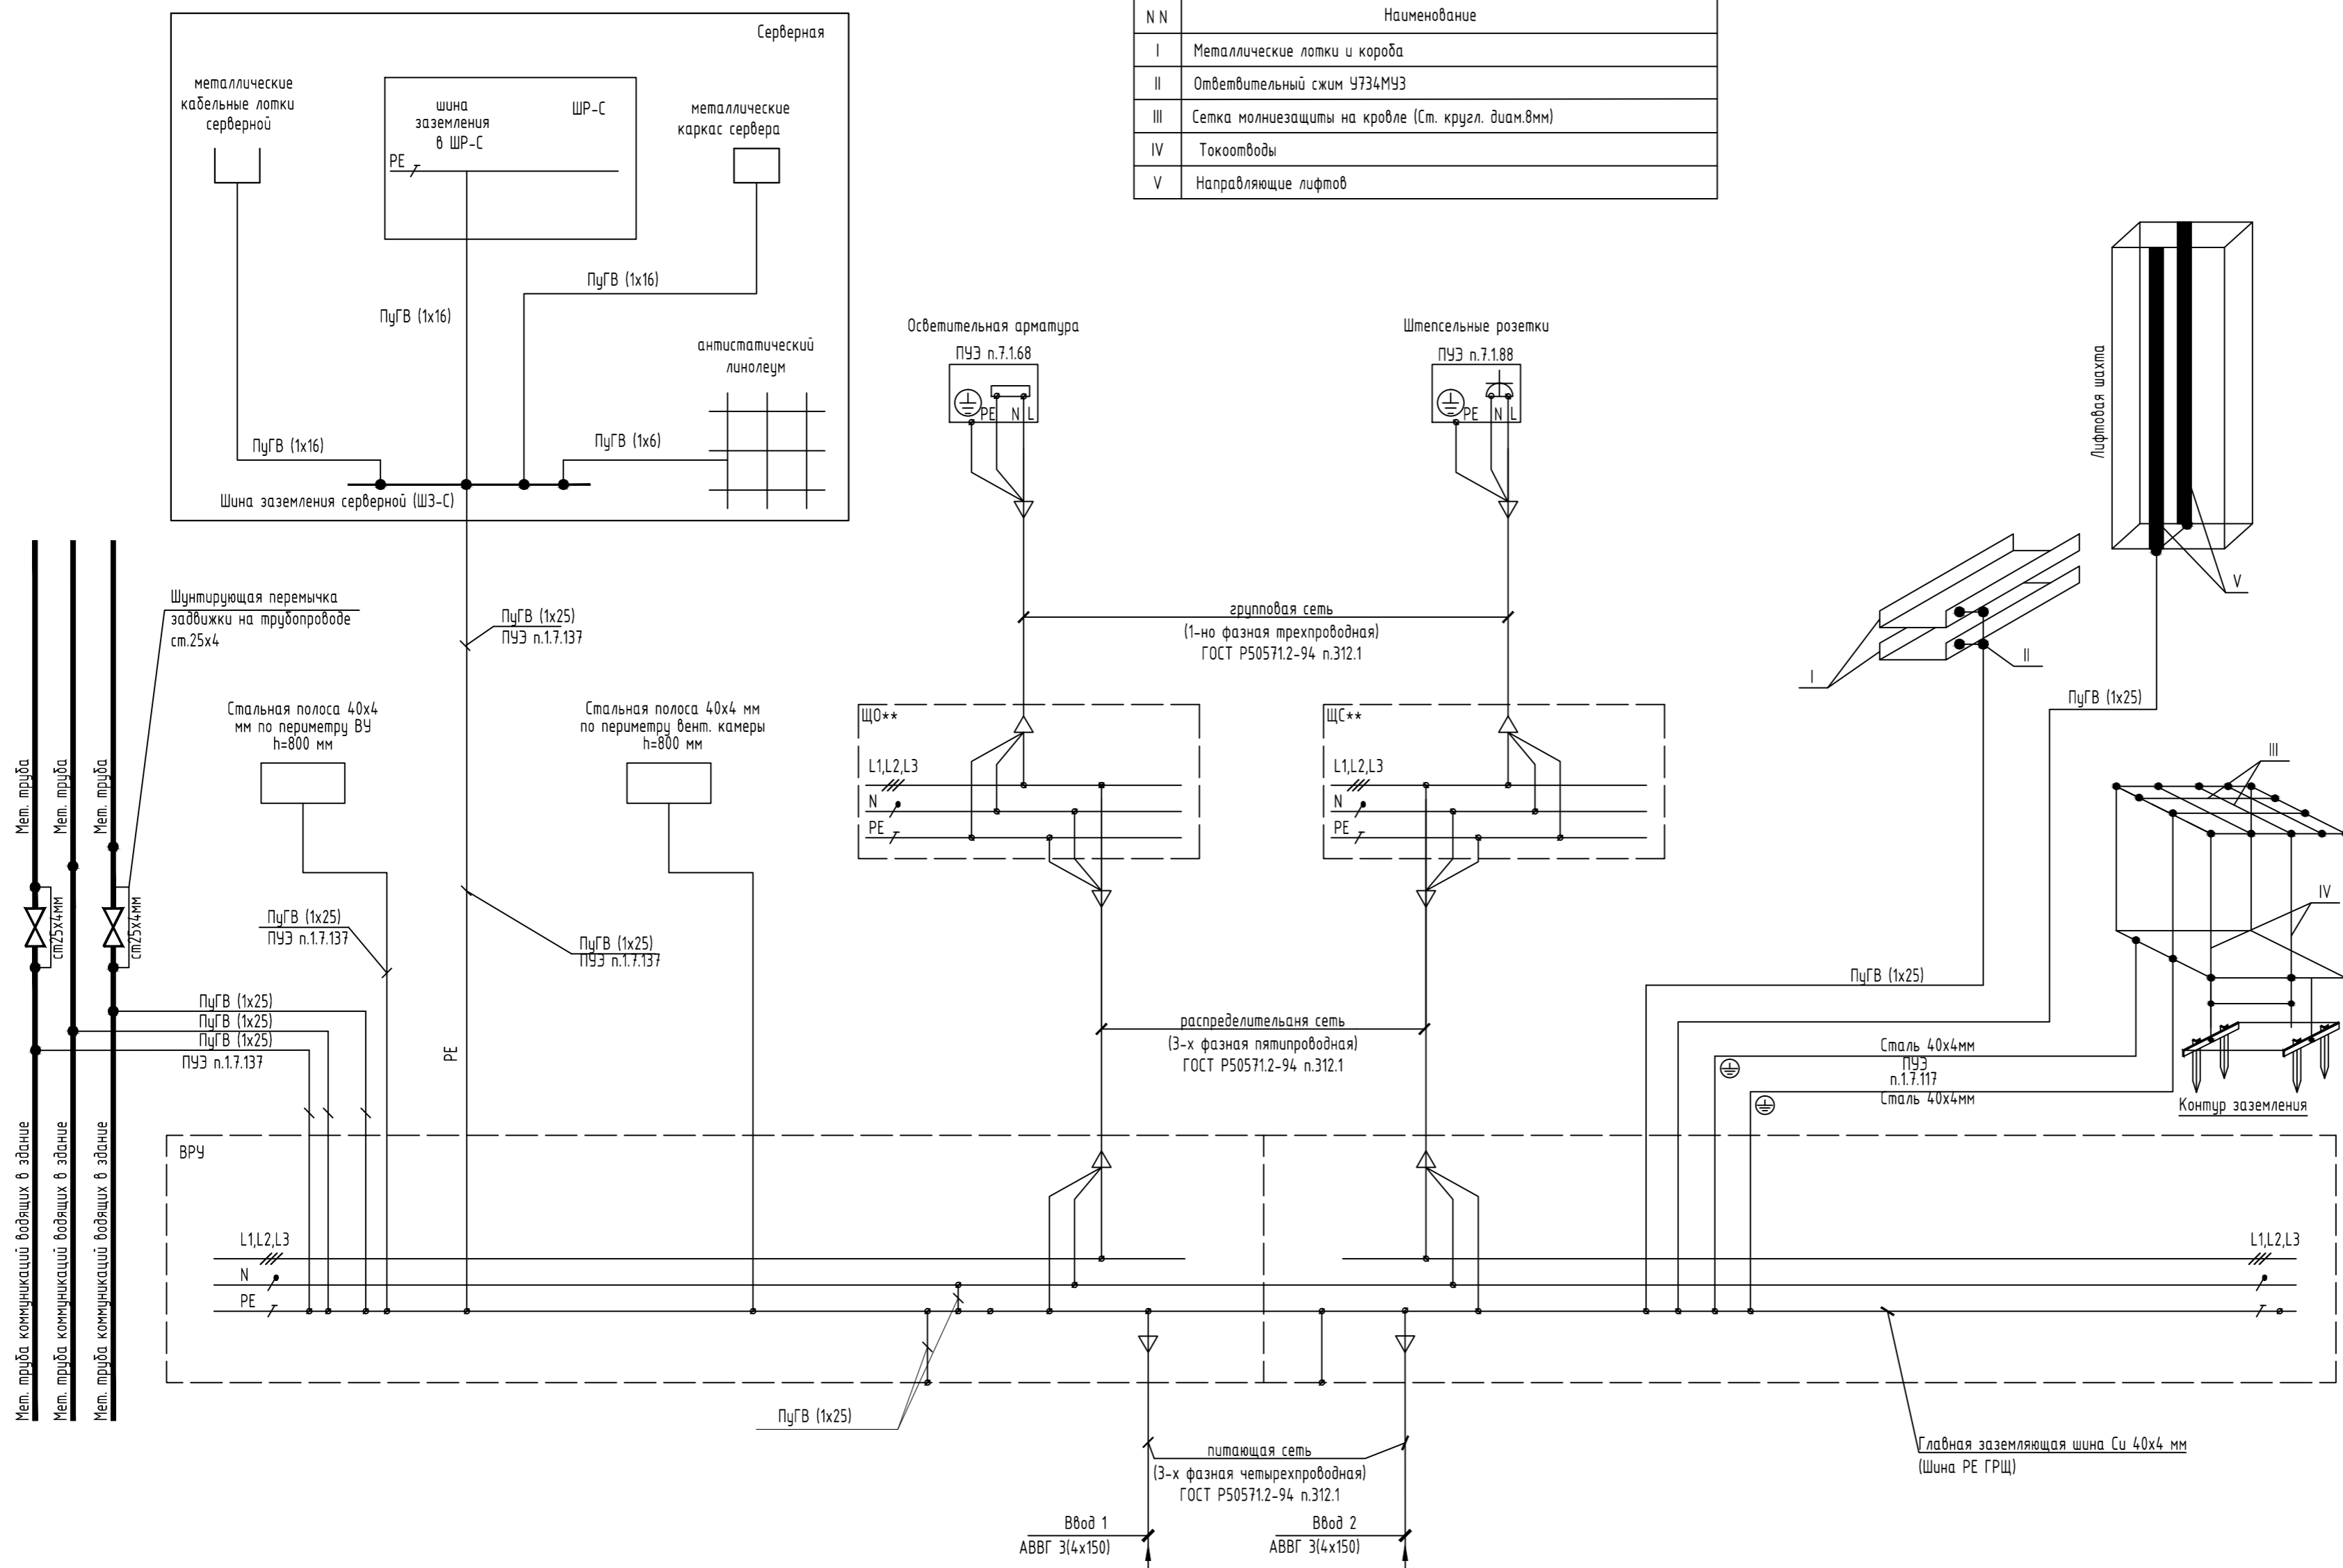 Серверная
металлические
кабельные лотки
серверной
шина
заземления
в ШР-С
ШР-С
PE
металлические
каркас сервера
ПуГВ (1х16)
ПуГВ (1х16)
антистатический
линолеум
ПуГВ (1х16)
ПуГВ (1х6)
Шина заземления серверной (ШЗ-С)
N N Наименование
I Металлические лотки и короба
II Ответвительный сжим У734МУ3
III Сетка молниезащиты на кровле (Ст. кругл. диам.8мм)
IV Токоотводы
V Направляющие лифтов
Осветительная арматура
ПУЭ п.7.1.68
PE N L
Штепсельные розетки
ПУЭ п.7.1.88
PE N L
Лифтовая шахта
V
I
II
ПуГВ (1х25)
Шунтирующая перемычка
задвижки на трубопроводе
ст.25х4
ПуГВ (1х25)
ПУЭ п.1.7.137
групповая сеть
(1-но фазная трехпроводная)
ГОСТ Р50571.2-94 п.312.1
Стальная полоса 40х4
мм по периметру ВУ
h=800 мм
Стальная полоса 40х4 мм
по периметру вент. камеры
h=800 мм
ЩО**
L1,L2,L3
N
PE
ЩС**
L1,L2,L3
N
PE
III
IV
Мет. труба
Мет. труба
Мет. труба
ст25х4мм
ст25х4мм
ПуГВ (1х25)
ПУЭ п.1.7.137
ПуГВ (1х25)
ПУЭ п.1.7.137
ПуГВ (1х25)
ПуГВ (1х25)
ПуГВ (1х25)
ПУЭ п.1.7.137
PE
распределительаня сеть
(3-х фазная пятипроводная)
ГОСТ Р50571.2-94 п.312.1
ПуГВ (1х25)
Сталь 40х4мм
ПУЭ
п.1.7.117
Сталь 40х4мм
Контур заземления
Мет. труба коммуникаций водящих в здание
Мет. труба коммуникаций водящих в здание
Мет. труба коммуникаций водящих в здание
ВРУ
L1,L2,L3
N
PE
L1,L2,L3
ПуГВ (1х25)
питающая сеть
(3-х фазная четырехпроводная)
ГОСТ Р50571.2-94 п.312.1
Главная заземляющая шина Cu 40х4 мм
(Шина РЕ ГРЩ)
Ввод 1
АВВГ 3(4х150)
Ввод 2
АВВГ 3(4х150)